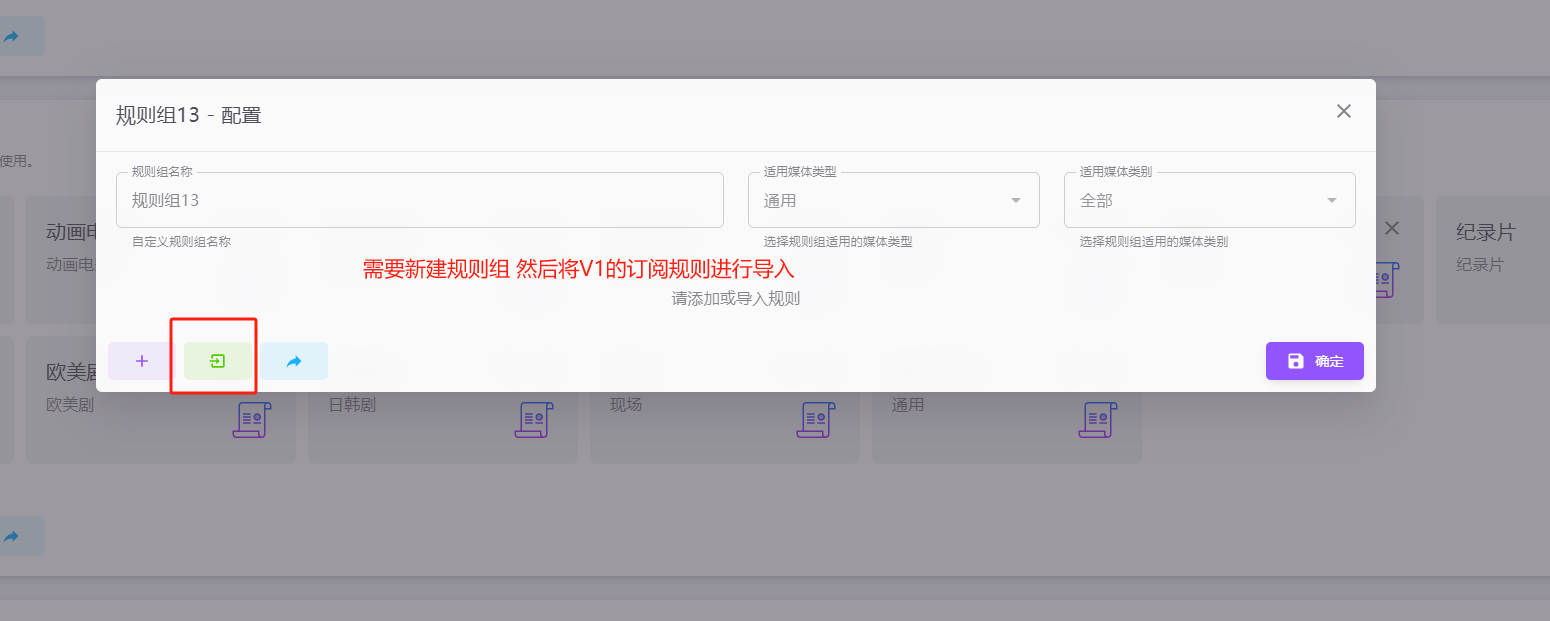 规则组13 - 配置
使用。
规则组名称
规则组13
自定义规则组名称
适用媒体类型
通用
选择规则组适用的媒体类型
适用媒体类别
全部
选择规则组适用的媒体类别
需要新建规则组 然后将V1的订阅规则进行导入
请添加或导入规则
确定
动画电
动画电
纪录片
纪录片
欧美剧
欧美剧
日韩剧
现场
通用